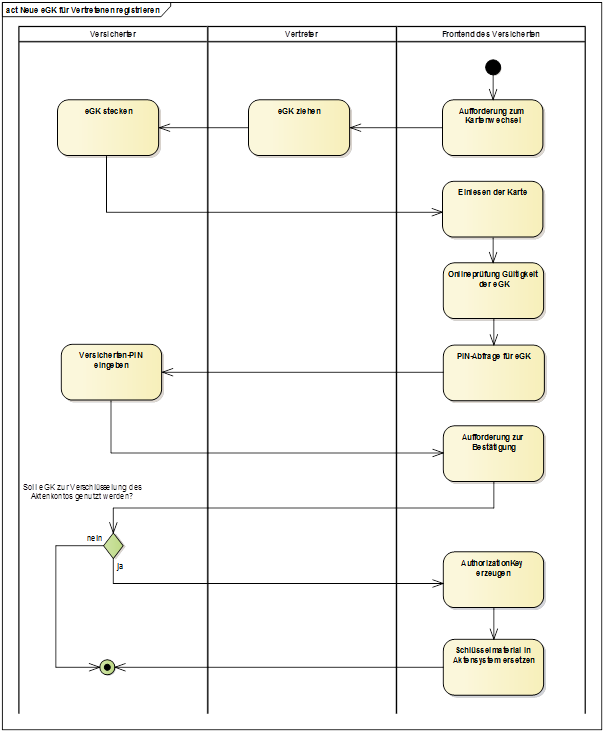 act Neue eGK für Vertretenen registrieren
Versicherter
Vertreter
Frontend des Versicherten
eGK stecken
eGK ziehen
Aufforderung zum
Kartenwechsel
Einlesen der Karte
Onlineprüfung Gültigkeit
der eGK
Versicherten-PIN
eingeben
PIN-Abfrage für eGK
Aufforderung zur
Bestätigung
Soll eGK zur Verschlüsselung des
Aktenkontos genutzt werden?
nein
ja
AuthorizationKey
erzeugen
Schlüsselmaterial in
Aktensystem ersetzen